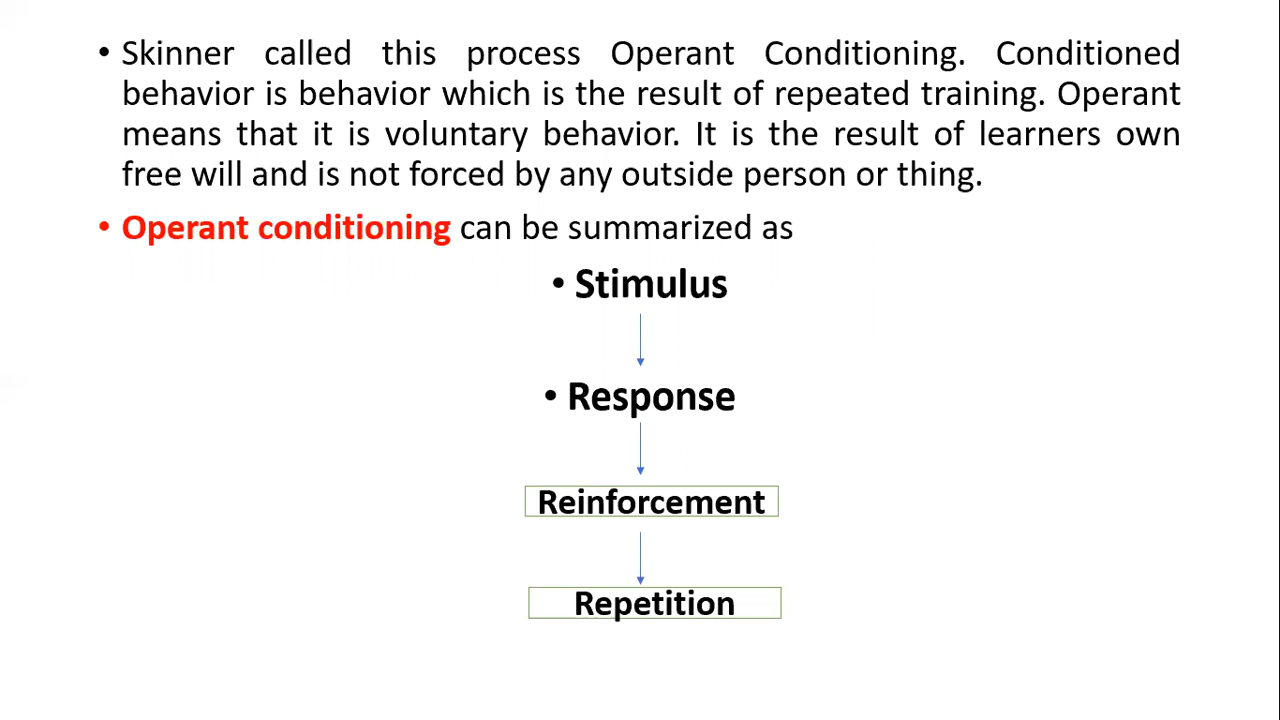 • Skinner called this process Operant Conditioning. Conditioned
behavior is behavior which is the result of repeated training. Operant
means that it is voluntary behavior. It is the result of learners own
free will and is not forced by any outside person or thing.
• Operant conditioning can be summarized as
• Stimulus
• Response
Reinforcement
Repetition